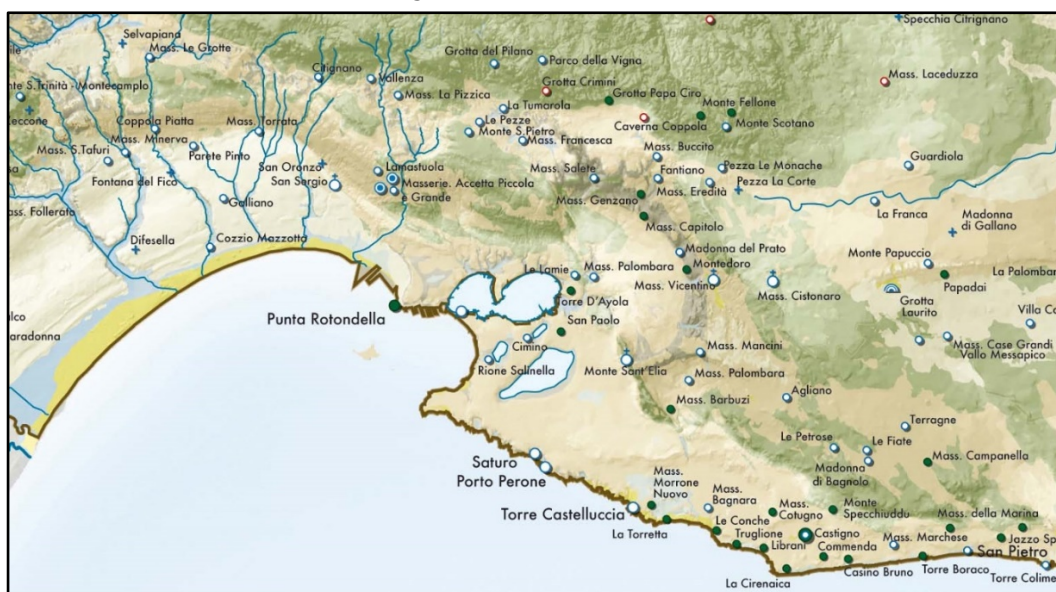 Specchia Citrignano
Selvapiana
Mass. Le Grotte
Grotta del Pilano
Parco della Vigna
Citignano
Vallenza
Grotta Crimini
Mass. Laceduzza
nte S.Trinità - Montecamplo
Mass. La Pizzica
Grotta Papa Ciro
La Tumarola
Monte Fellone
Coppola Piatta
Mass. Torrata
Le Pezze
Caverna Coppola
Monte Scotano
Mass. Minerva
Monte S.Pietro
Mass. Francesca
Parete Pinto
Mass. S.Tafuri
Mass. Buccito
San Oronzo
Lamastuola
Mass. Salete
Fantiano
Pezza Le Monache
Guardiola
Fontana del Fico
San Sergio
Masserie. Accetta Piccola
e Grande
Mass. Eredità
Pezza La Corte
Galliano
Mass. Genzano
ass. Follerato
La Franca
Mass. Capitolo
Madonna
di Gallano
Difesella
Cozzio Mazzotta
Madonna del Prato
Monte Papuccio
Le Lamie
Mass. Palombara
Montedoro
La Palombar
Mass. Vicentino
Papadai
Torre D'Ayola
Mass. Cistonaro
Grotta
Laurito
Punta Rotondella
San Paolo
Villa Ca
aradonna
Cimino
Mass. Mancini
Mass. Case Grandi
Vallo Messapico
Rione Salinella
Monte Sant'Elia
Mass. Palombara
Agliano
Mass. Barbuzi
Terragne
Le Petrose
Le Fiate
Saturo
Mass. Campanella
Porto Perone
Madonna
di Bagnolo
Mass.
Morrone
Nuovo
Mass.
Bagnara
Mass.
Cotugno
Monte
Specchiuddu
Torre Castelluccia
Mass. della Marina
La Torretta
Le Conche
Castigno
Truglione
Mass. Marchese
Jazzo Sp
Librani
Commenda
San Pietro
Casino Bruno
Torre Boraco
La Cirenaica
Torre Colime